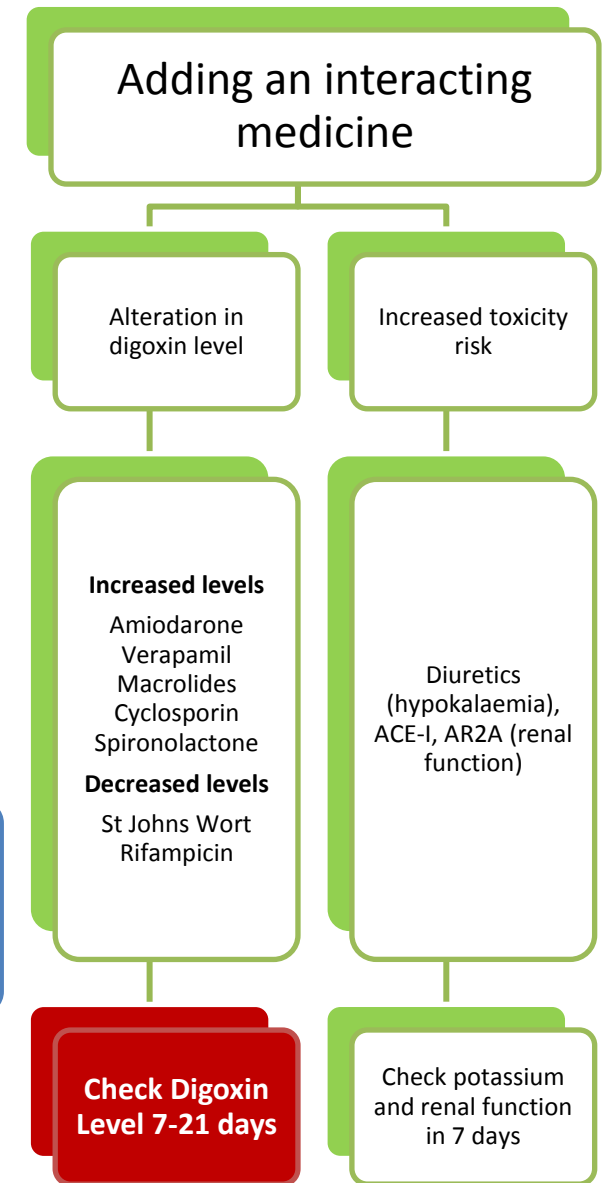 Adding an interacting
medicine
Alteration in
digoxin level
Increased toxicity
risk
Increased levels
Amiodarone
Verapamil
Macrolides
Cyclosporin
Spironolactone
Decreased levels
St Johns Wort
Rifampicin
Diuretics
(hypokalaemia),
ACE-I, AR2A (renal
function)
Check Digoxin
Level 7-21 days
Check potassium
and renal function
in 7 days